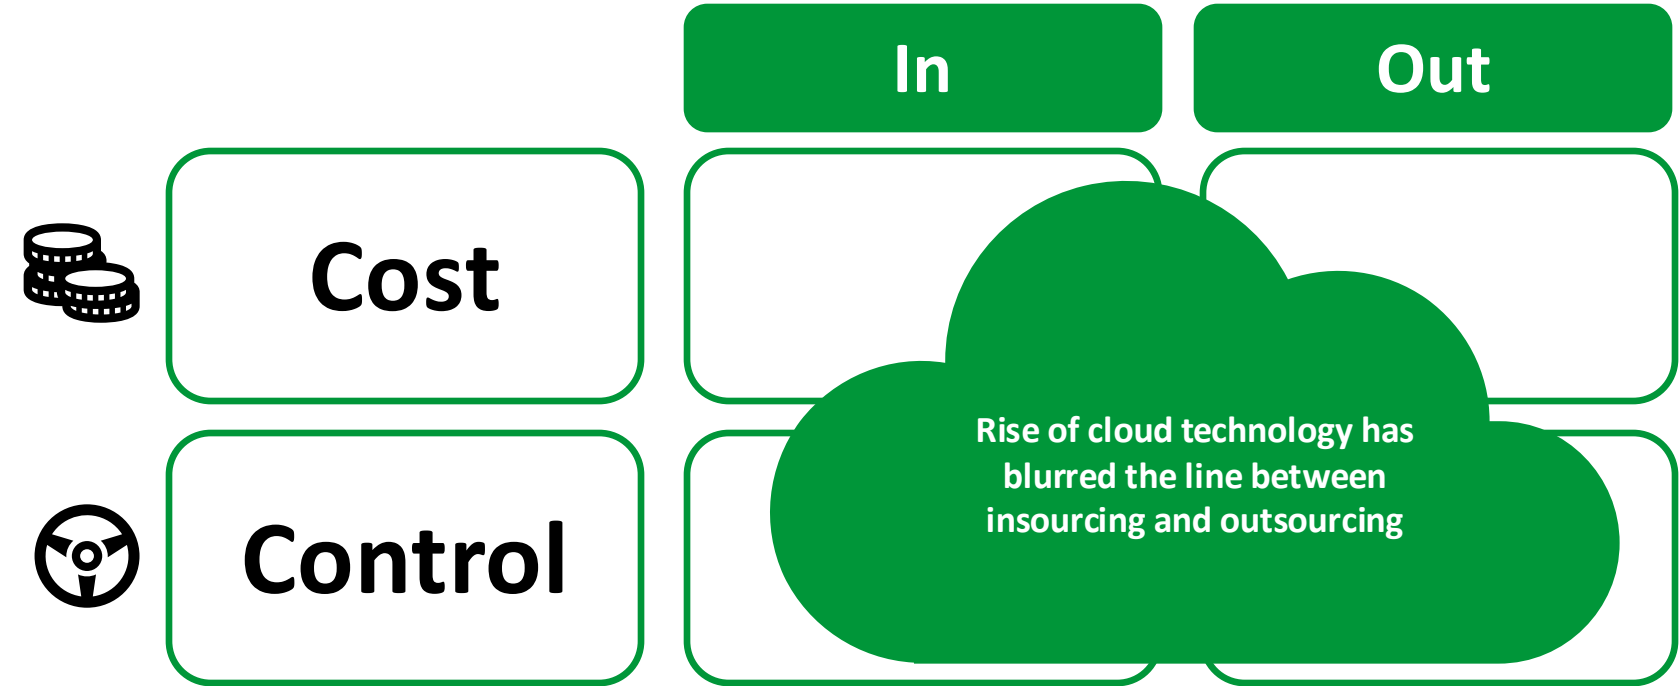 In
Out
Cost
Control
Rise of cloud technology has
blurred the line between
insourcing and outsourcing